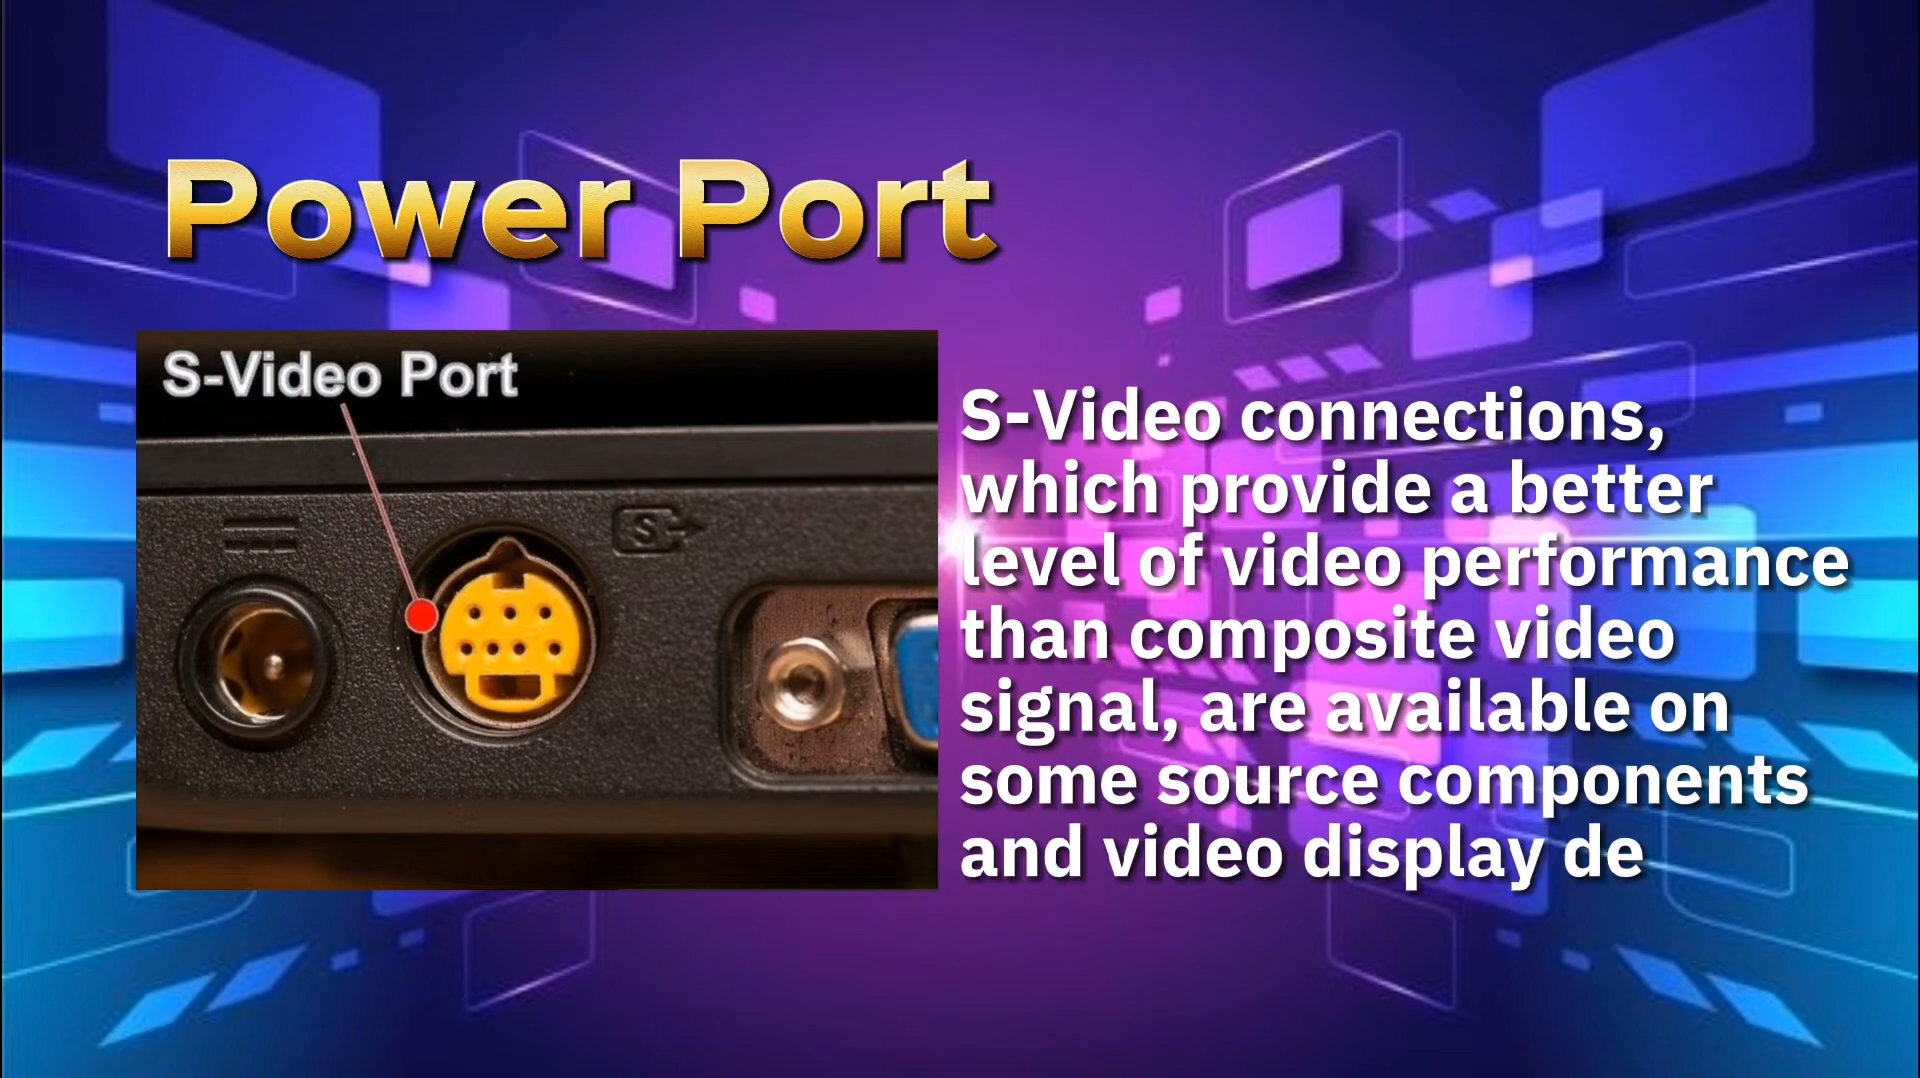 Power Port
S-Video Port
S
S-Video connections,
which provide a better
level of video performance
than composite video
signal, are available on
some source components
and video display de